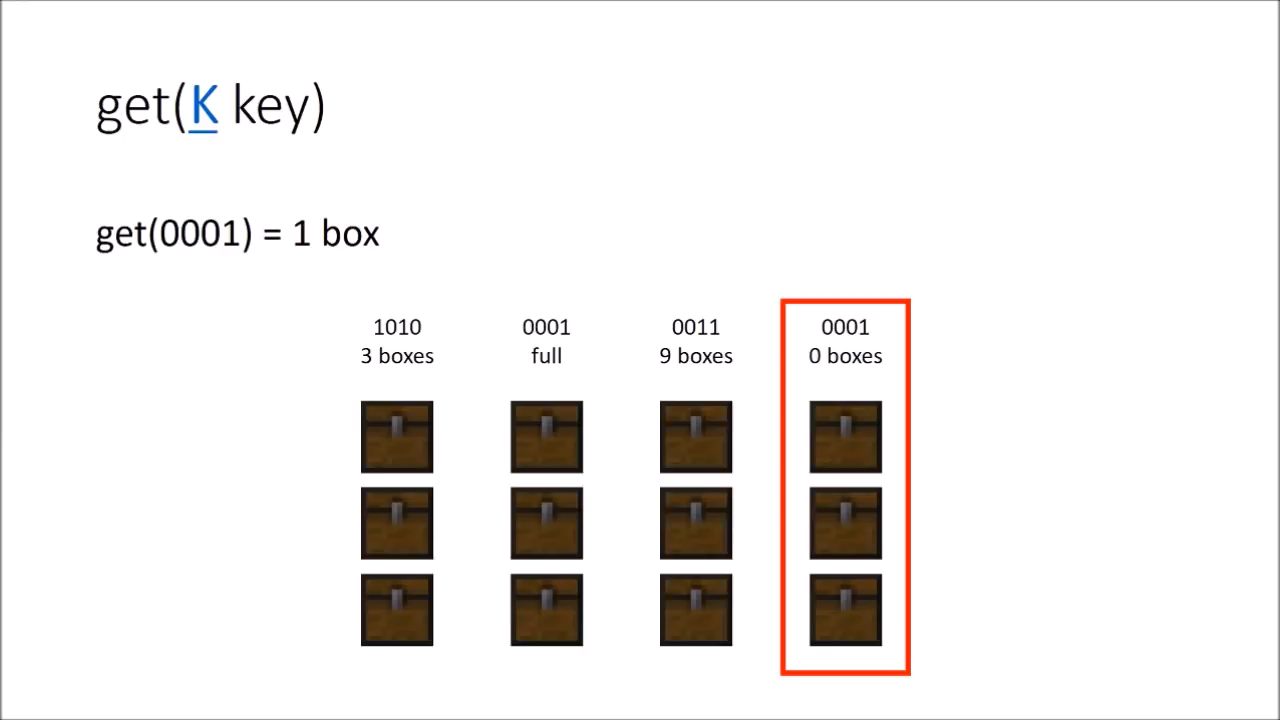 get(K key)
get(0001) = 1 box
1010 0001 0011 0001
3 boxes full 9 boxes 0 boxes